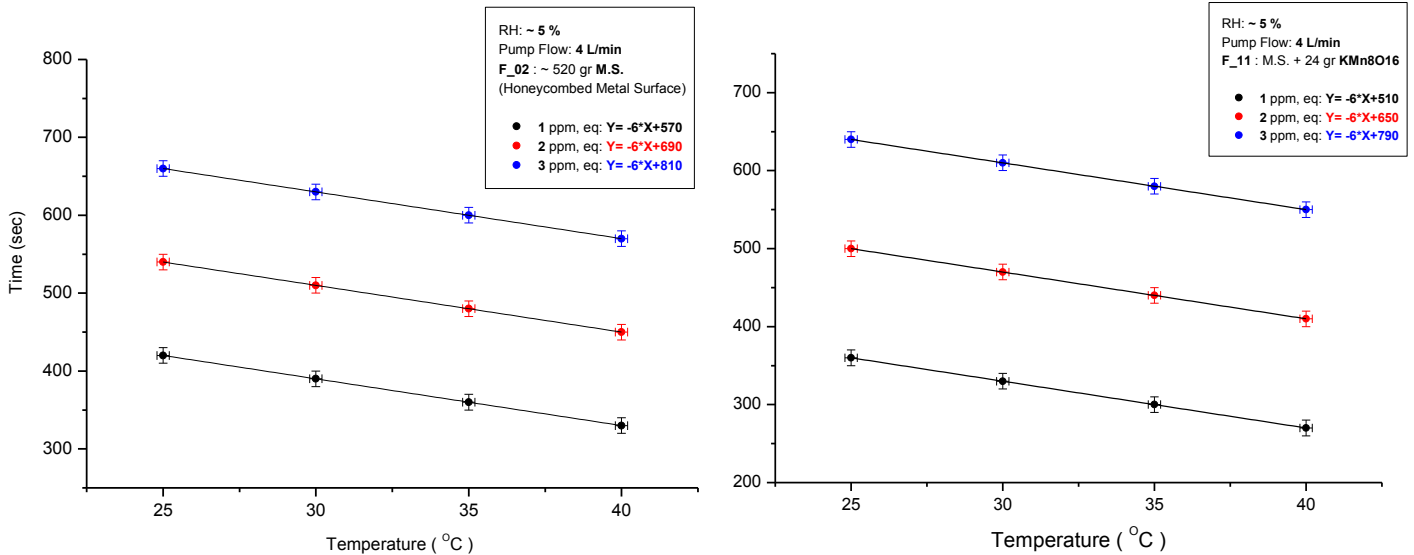 RH: ~ 5 %
Pump Flow: 4 L/min
F_02 : ~ 520 gr M.S.
(Honeycombed Metal Surface)
1 ppm, eq: Y= -6*X+570
2 ppm, eq: Y= -6*X+690
3 ppm, eq: Y= -6*X+810
800
700
600
500
400
300
Time (sec)
25 30 35 40
Temperature ( ᴼC )
RH: ~ 5 %
Pump Flow: 4 L/min
F_11 : M.S. + 24 gr KMn8O16
1 ppm, eq: Y= -6*X+510
2 ppm, eq: Y= -6*X+650
3 ppm, eq: Y= -6*X+790
700
600
500
400
300
200
25 30 35 40
Temperature ( ᴼC )